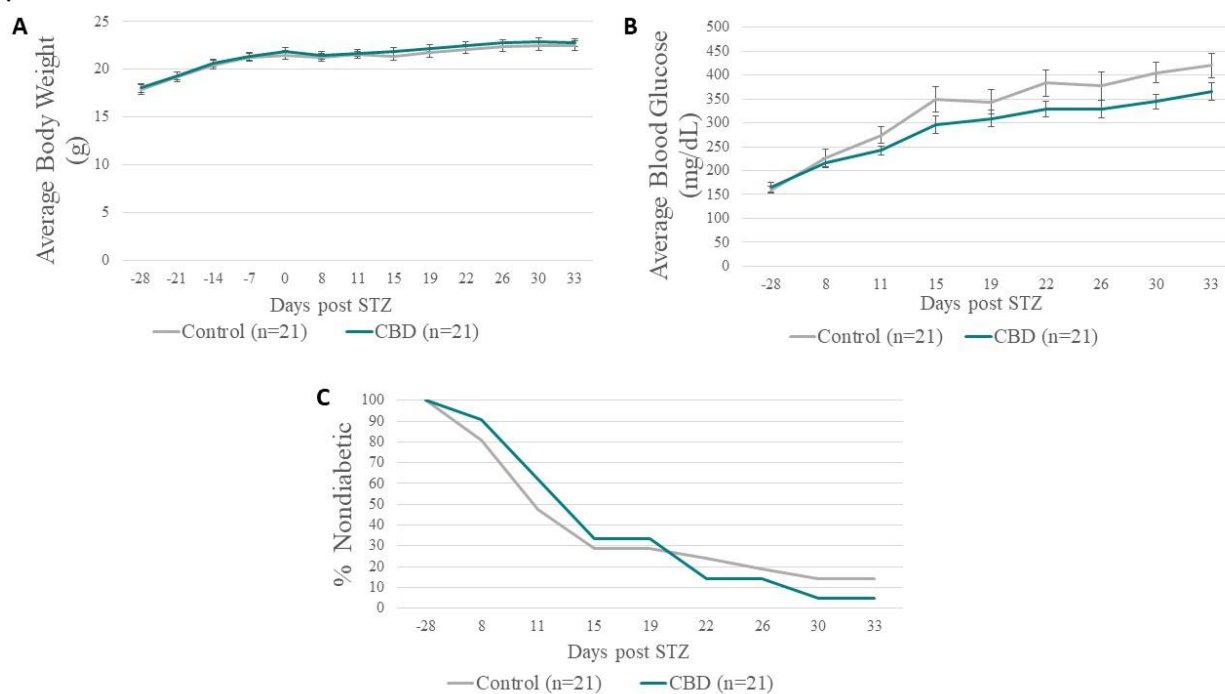 A
Average Body Weight
(g)
25
20
15
10
5
0
-28 -21 -14 -7 0 8 11 15 19 22 26 30 33
Days post STZ
Control (n=21) CBD (n=21)
B
Average Blood Glucose
(mg/dL)
500
450
400
350
300
250
200
150
100
50
0
-28 8 11 15 19 22 26 30 33
Days post STZ
Control (n=21) CBD (n=21)
C
% Nondiabetic
100
90
80
70
60
50
40
30
20
10
0
-28 8 11 15 19 22 26 30 33
Days post STZ
Control (n=21) CBD (n=21)